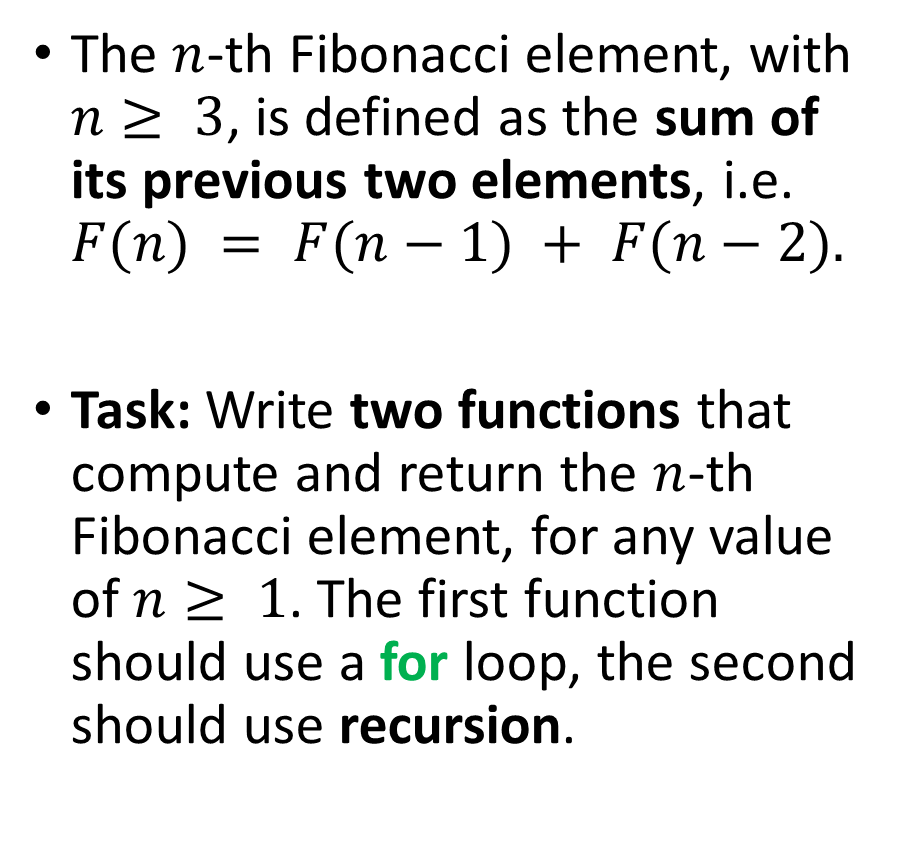 • The 𝑛-th Fibonacci element, with
𝑛 ≥ 3, is defined as the sum of
its previous two elements, i.e.
𝐹(𝑛) = 𝐹(𝑛 − 1) + 𝐹(𝑛 − 2).
• Task: Write two functions that
compute and return the 𝑛-th
Fibonacci element, for any value
of 𝑛 ≥ 1. The first function
should use a for loop, the second
should use recursion.